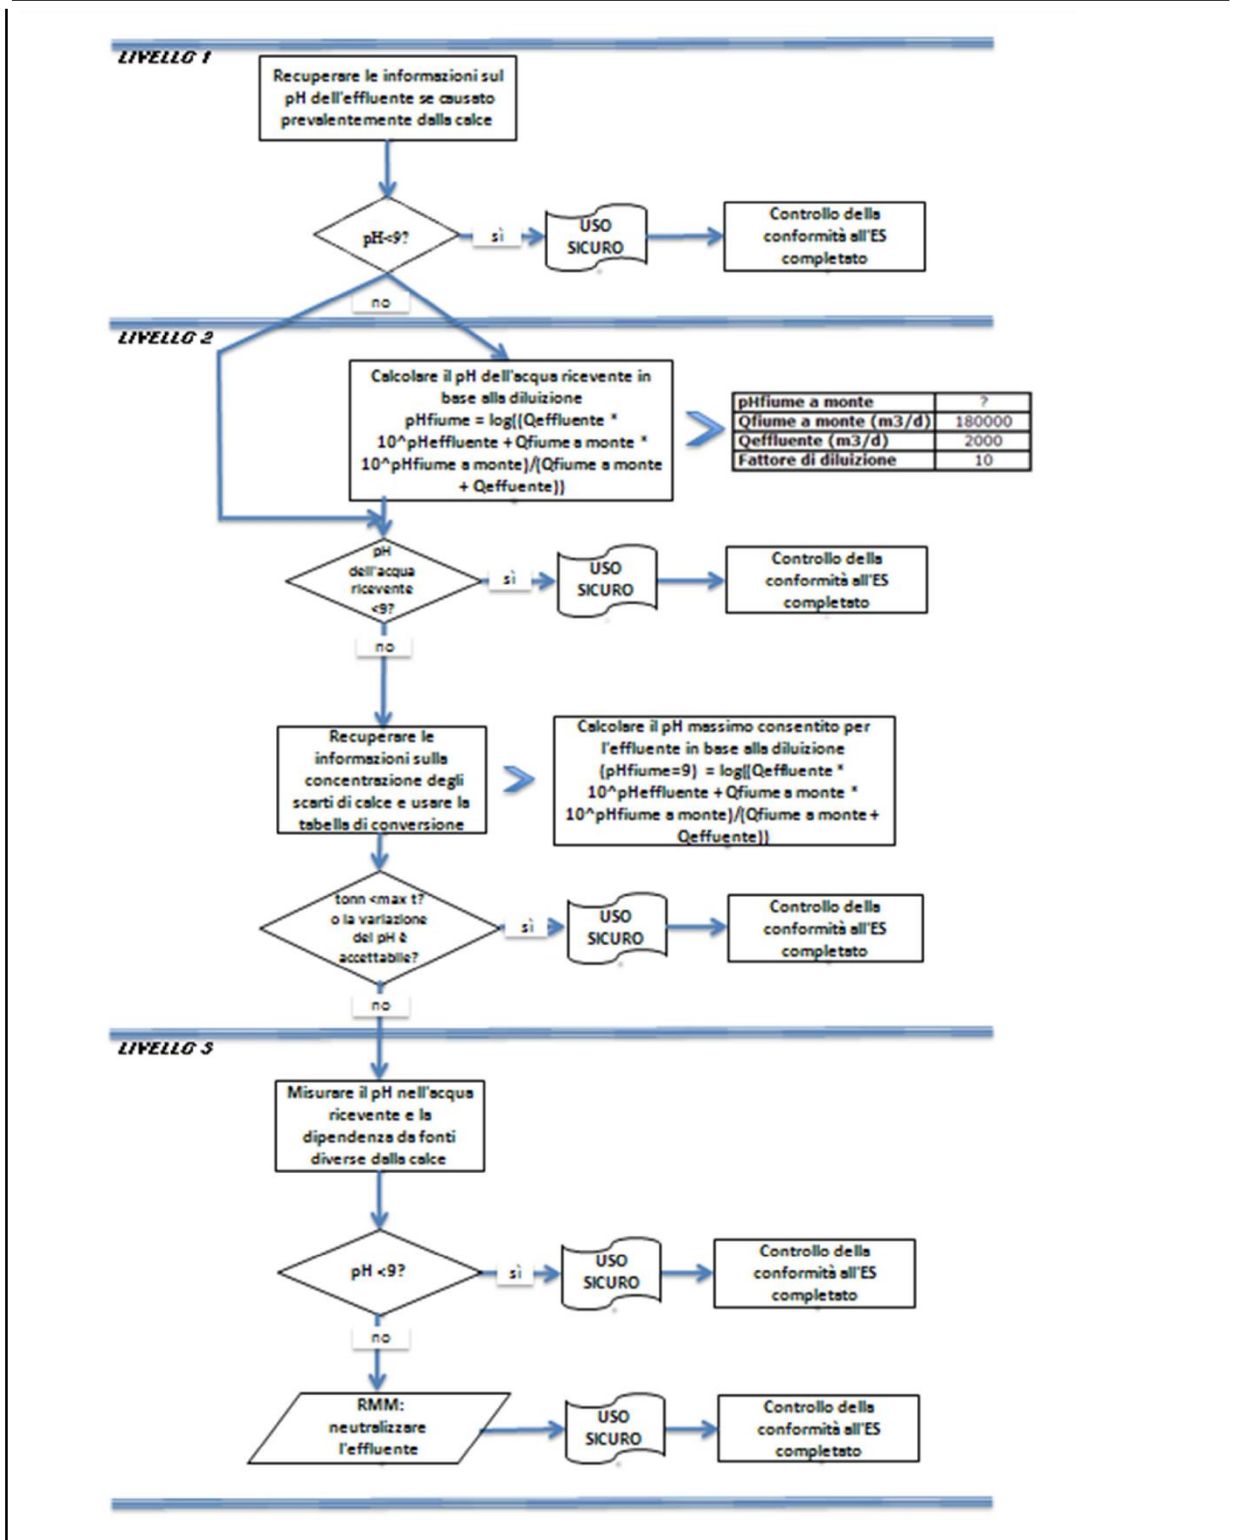 LIVELLO 1
Recuperare le informazioni sul
pH dell'effluente se causato
prevalentemente dalla calce
pH<9?
sì
USO
SICURO
Controllo della
conformità all'ES
completato
no
LIVELLO 2
Calcolare il pH dell'acqua ricevente in
base alla diluizione
pHfiume = log((Qeffluente *
10^pHeffluente + Qfiume a monte *
10^pHfiume a monte)/(Qfiume a monte
+ Qeffuente))
pHfiume a monte ?
Qfiume a monte (m3/d) 180000
Qeffluente (m3/d) 2000
Fattore di diluizione 10
pH
dell'acqua
ricevente
<9?
sì
USO
SICURO
Controllo della
conformità all'ES
completato
no
Recuperare le
informazioni sulla
concentrazione degli
scarti di calce e usare la
tabella di conversione
Calcolare il pH massimo consentito per
l'effluente in base alla diluizione
(pHfiume=9) = log((Qeffluente *
10^pHeffluente + Qfiume a monte *
10^pHfiume a monte)/(Qfiume a monte +
Qeffuente))
tonn <max t?
o la variazione
del pH è
accettabile?
sì
USO
SICURO
Controllo della
conformità all'ES
completato
no
LIVELLO 3
Misurare il pH nell'acqua
ricevente e la
dipendenza da fonti
diverse dalla calce
pH <9?
sì
USO
SICURO
Controllo della
conformità all'ES
completato
no
RMM:
neutralizzare
l'effluente
USO
SICURO
Controllo della
conformità all'ES
completato